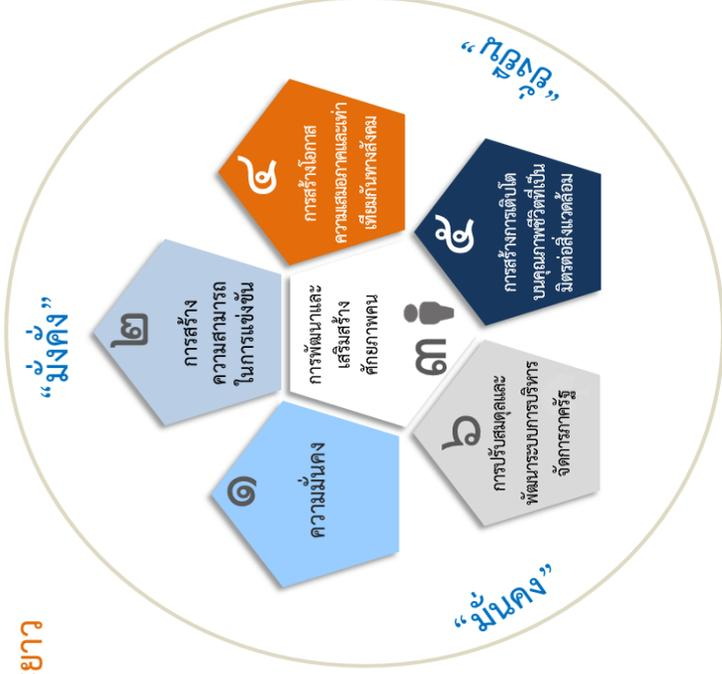 ยาว
“มั่งคั่ง”
“ยั่งยืน”
“มั่นคง”
๑
ความมั่นคง
๒
การสร้าง
ความสามารถ
ในการแข่งขัน
การพัฒนาและ
เสริมสร้าง
ศักยภาพคน
๓
๔
การสร้างโอกาส
ความเสมอภาคและเท่า
เทียมกันทางสังคม
๕
การสร้างการเติบโต
บนคุณภาพชีวิตที่เป็น
มิตรต่อสิ่งแวดล้อม
๖
การปรับสมดุลและ
พัฒนาระบบการบริหาร
จัดการภาครัฐ